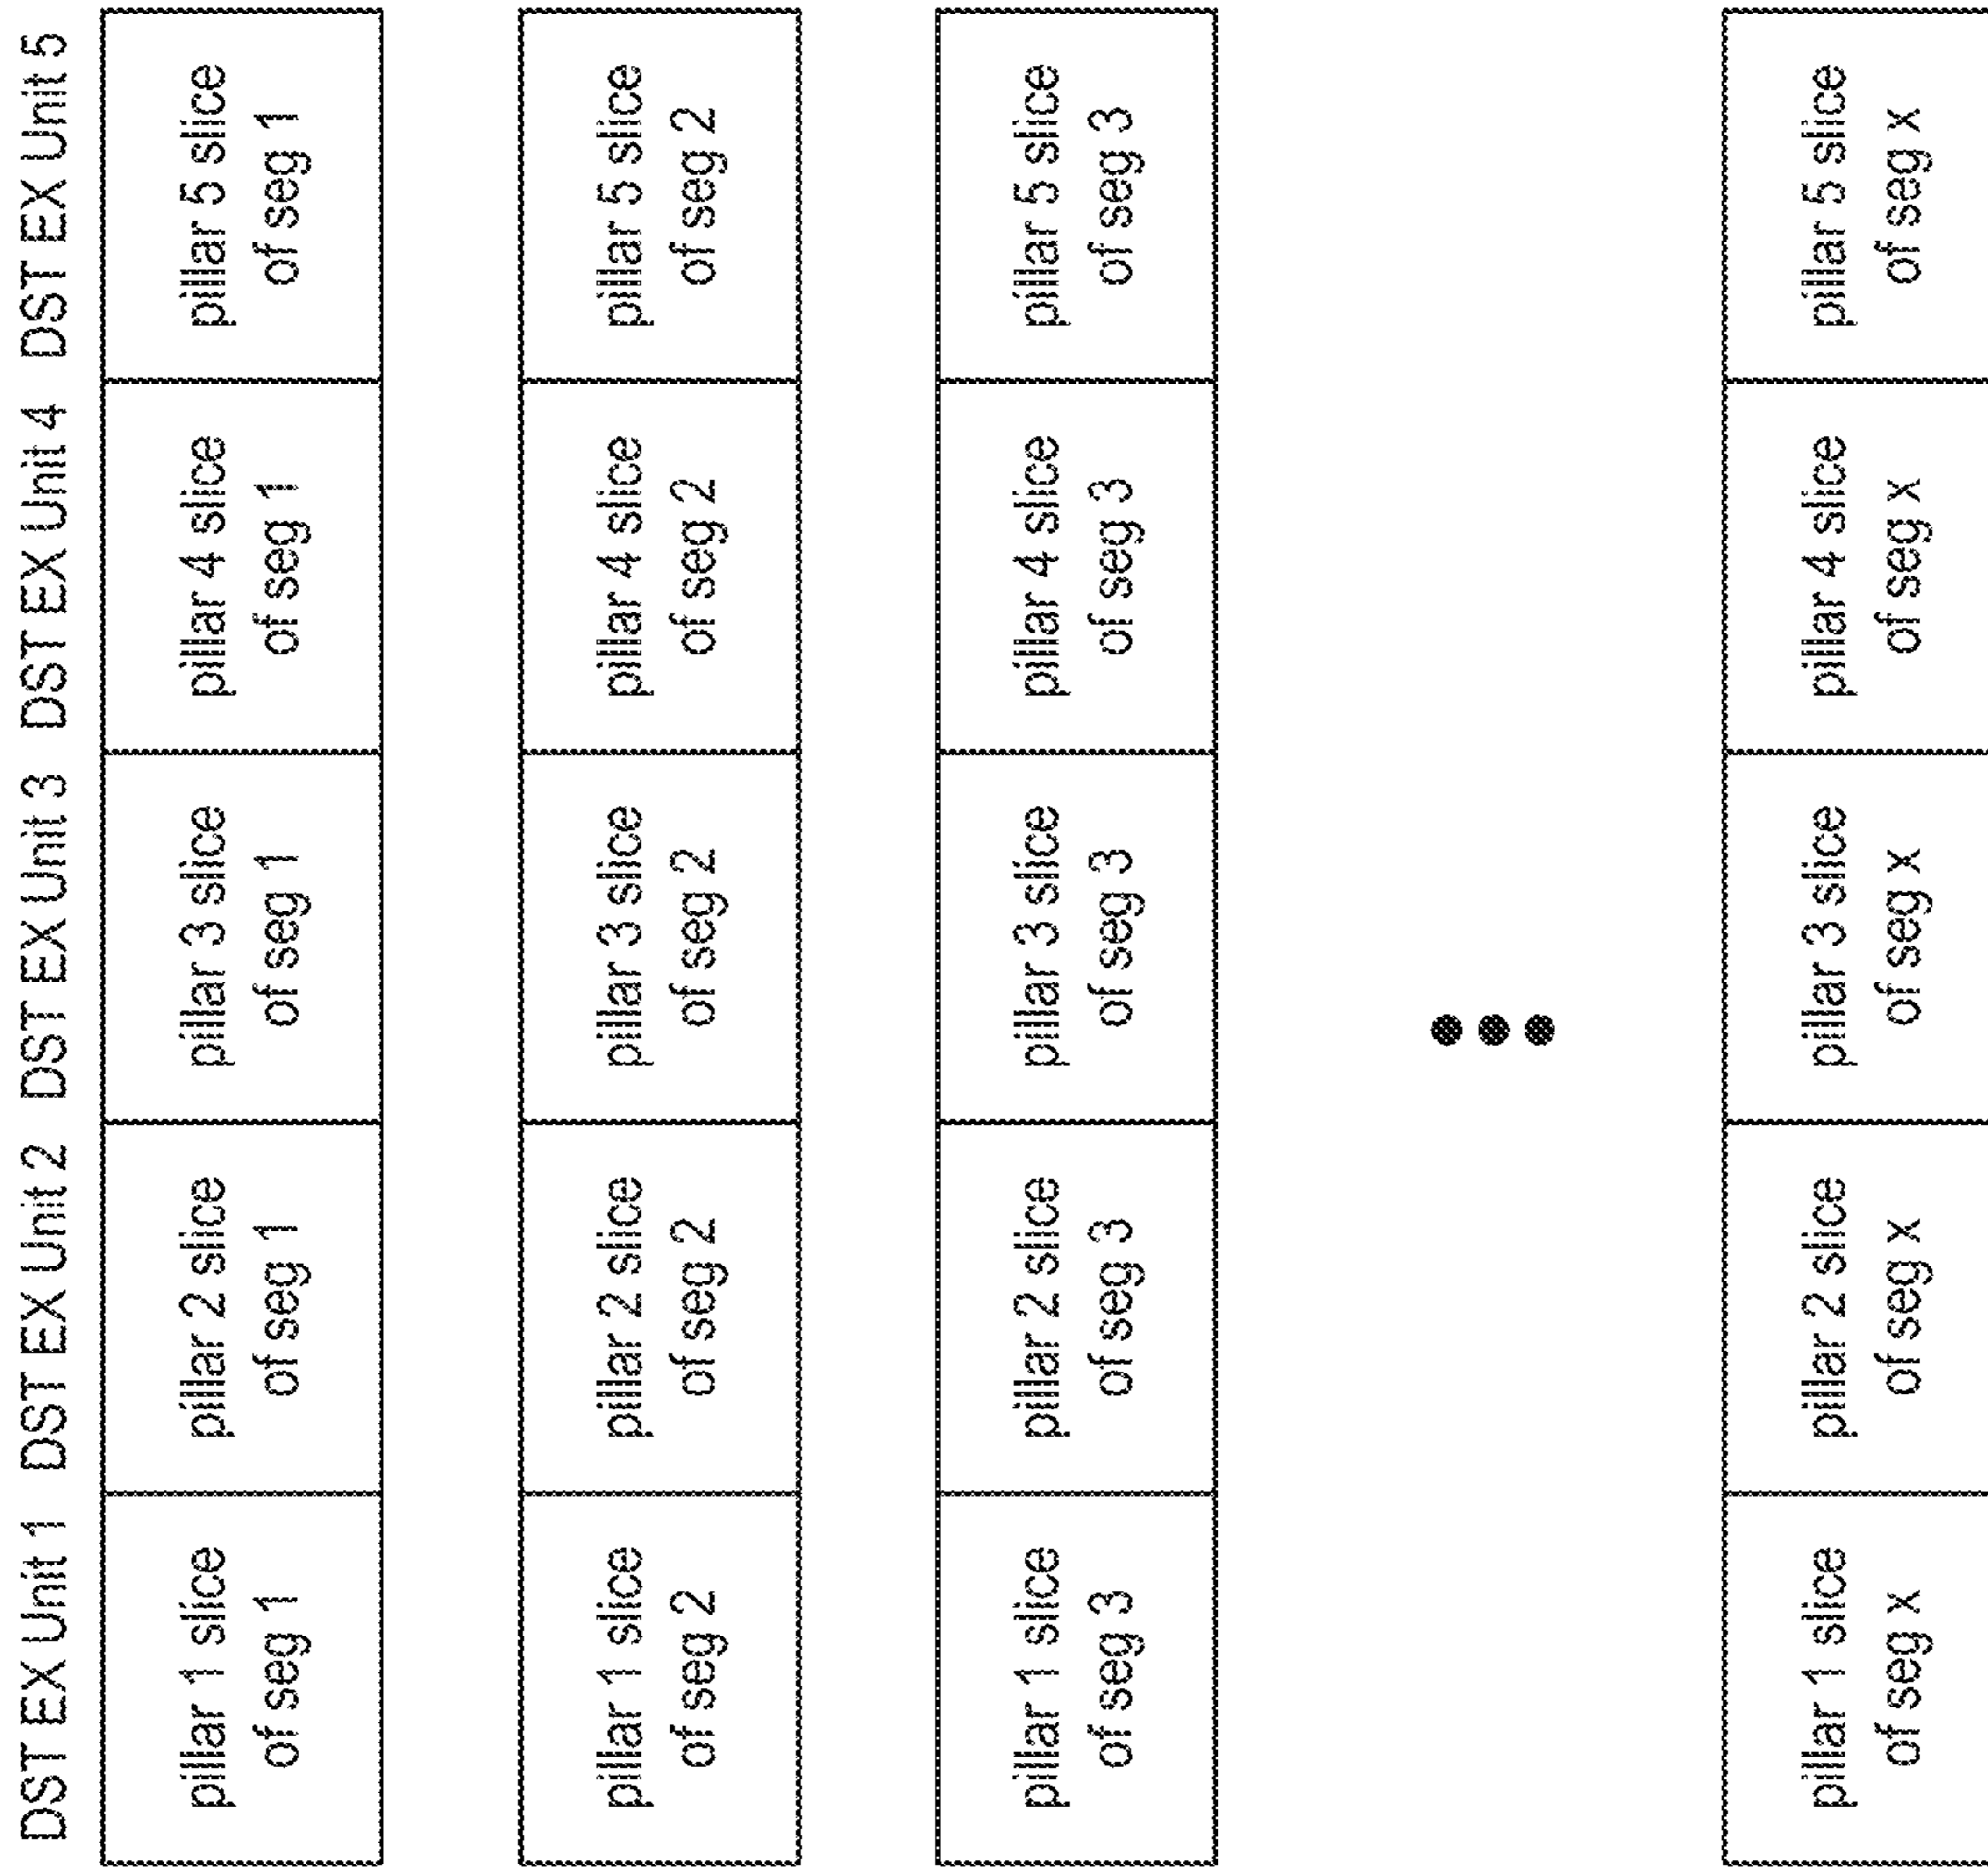 DST EX Unit 1 DST EX Unit 2 DST EX Unit 3 DST EX Unit 4 DST EX Unit 5
pillar 1 slice
of seg 1
pillar 2 slice
of seg 1
pillar 3 slice
of seg 1
pillar 4 slice
of seg 1
pillar 5 slice
of seg 1
pillar 1 slice
of seg 2
pillar 2 slice
of seg 2
pillar 3 slice
of seg 2
pillar 4 slice
of seg 2
pillar 5 slice
of seg 2
pillar 1 slice
of seg 3
pillar 2 slice
of seg 3
pillar 3 slice
of seg 3
pillar 4 slice
of seg 3
pillar 5 slice
of seg 3
pillar 1 slice
of seg x
pillar 2 slice
of seg x
pillar 3 slice
of seg x
pillar 4 slice
of seg x
pillar 5 slice
of seg x